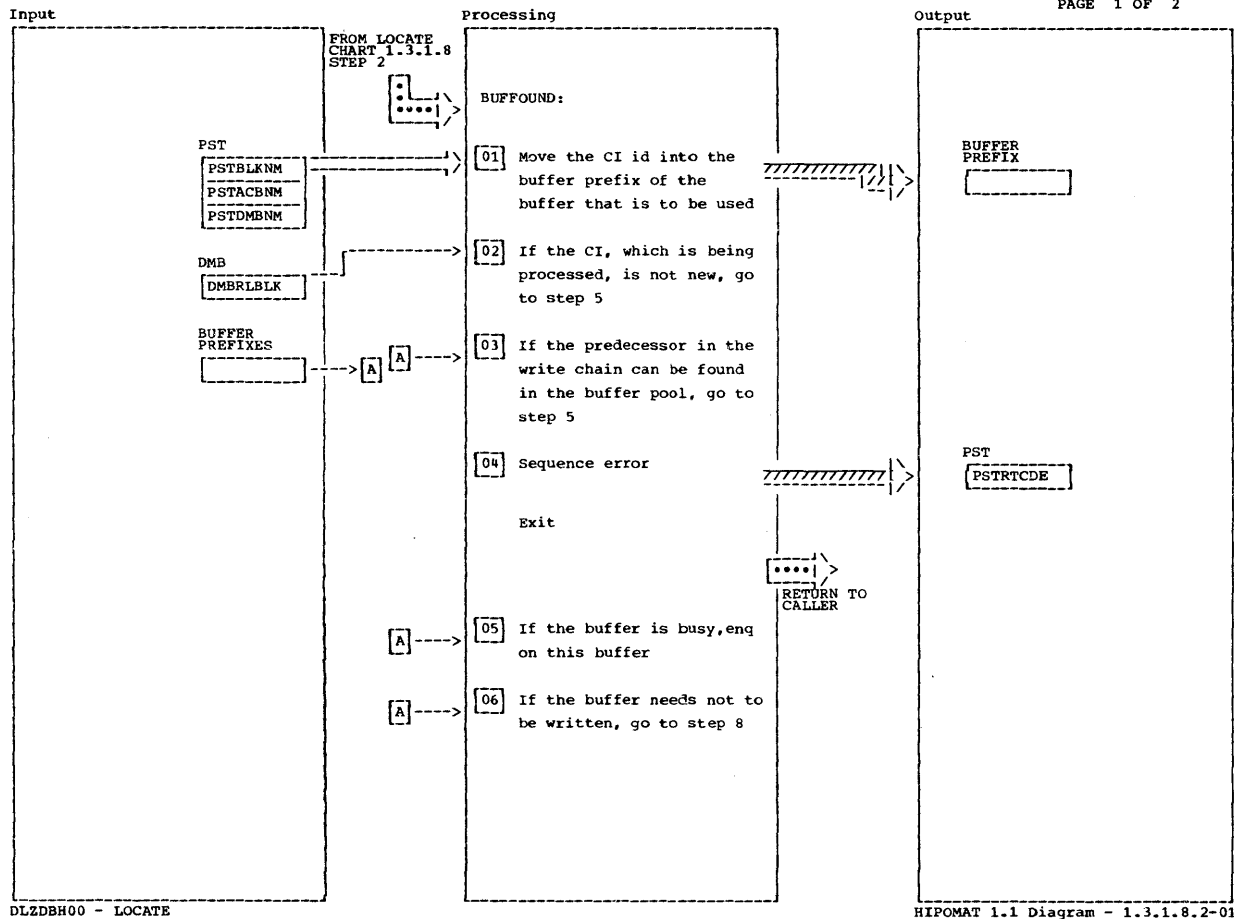 PAGE 1 OF 2
Input
Processing
Output
FROM LOCATE
CHART 1.3.1.8
STEP 2
BUFFOUND:
PST
PSTBLKNM
PSTACBNM
PSTDMBNM
01 Move the CI id into the
buffer prefix of the
buffer that is to be used
BUFFER
PREFIX
DMB
DMBRLBLK
02 If the CI, which is being
processed, is not new, go
to step 5
BUFFER
PREFIXES
A
A
03 If the predecessor in the
write chain can be found
in the buffer pool, go to
step 5
04 Sequence error
PST
PSTRTCDE
Exit
RETURN TO
CALLER
A
05 If the buffer is busy,enq
on this buffer
A
06 If the buffer needs not to
be written, go to step 8
DLZDBH00 - LOCATE
HIPOMAT 1.1 Diagram - 1.3.1.8.2-01